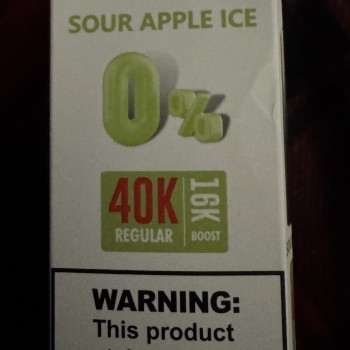 SOUR APPLE ICE
0%
40K
REGULAR
16K
BOOST
WARNING:
This product